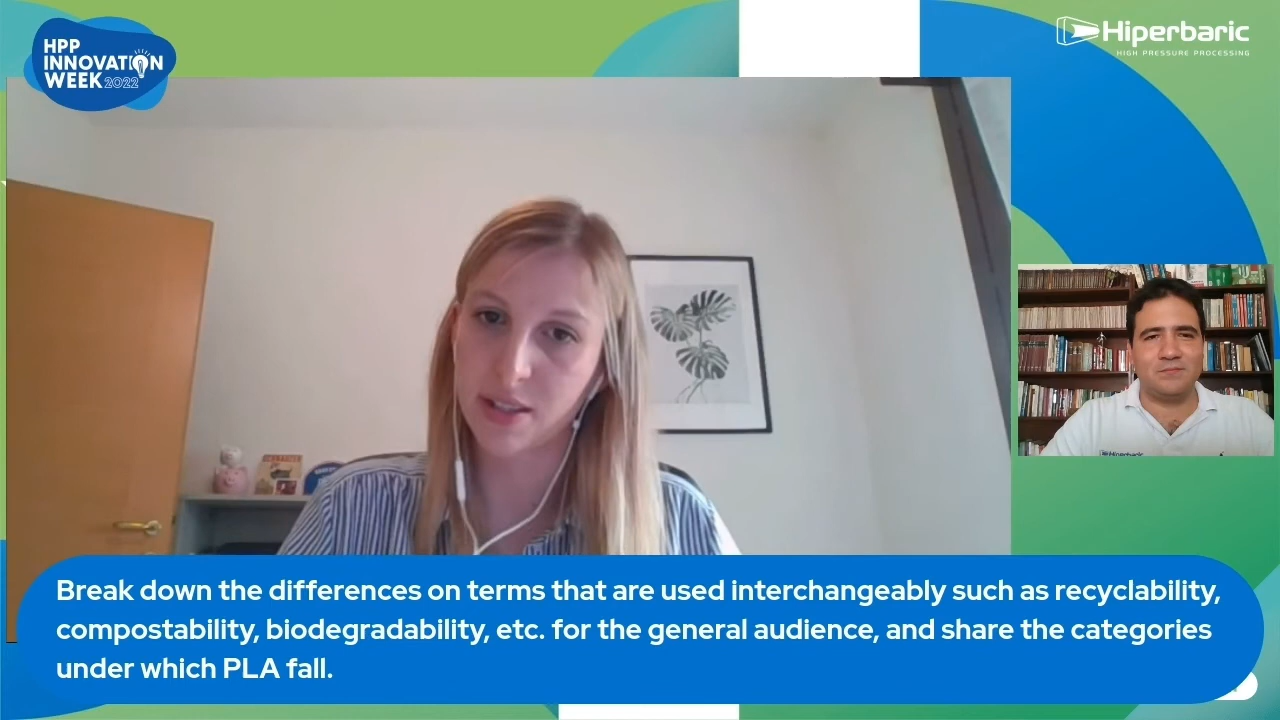 HPP
INNOVATION
WEEK 2022
Hiperbaric
HIGH PRESSURE PROCESSING
Hiperbaric
Break down the differences on terms that are used interchangeably such as recyclability,
compostability, biodegradability, etc. for the general audience, and share the categories
under which PLA fall.